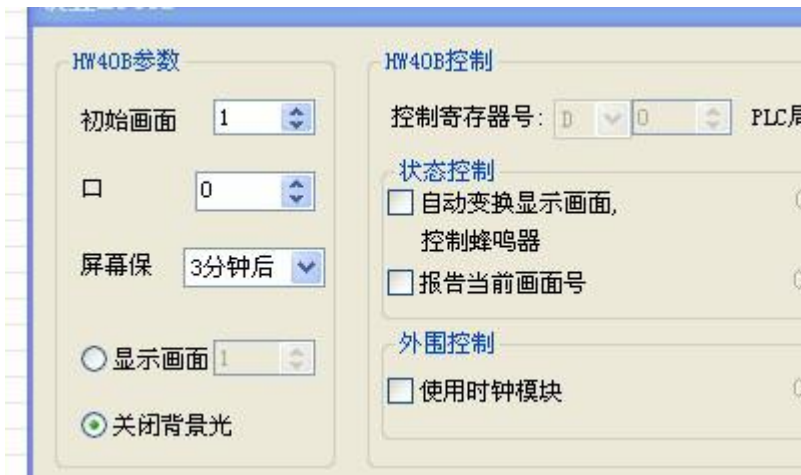 HW40B参数
初始画面 1
口 0
屏幕保 3分钟后
显示画面 1
关闭背景光
HW40B控制
控制寄存器号: D 0 PLC局
状态控制
自动变换显示画面,
控制蜂鸣器
报告当前画面号
外围控制
使用时钟模块